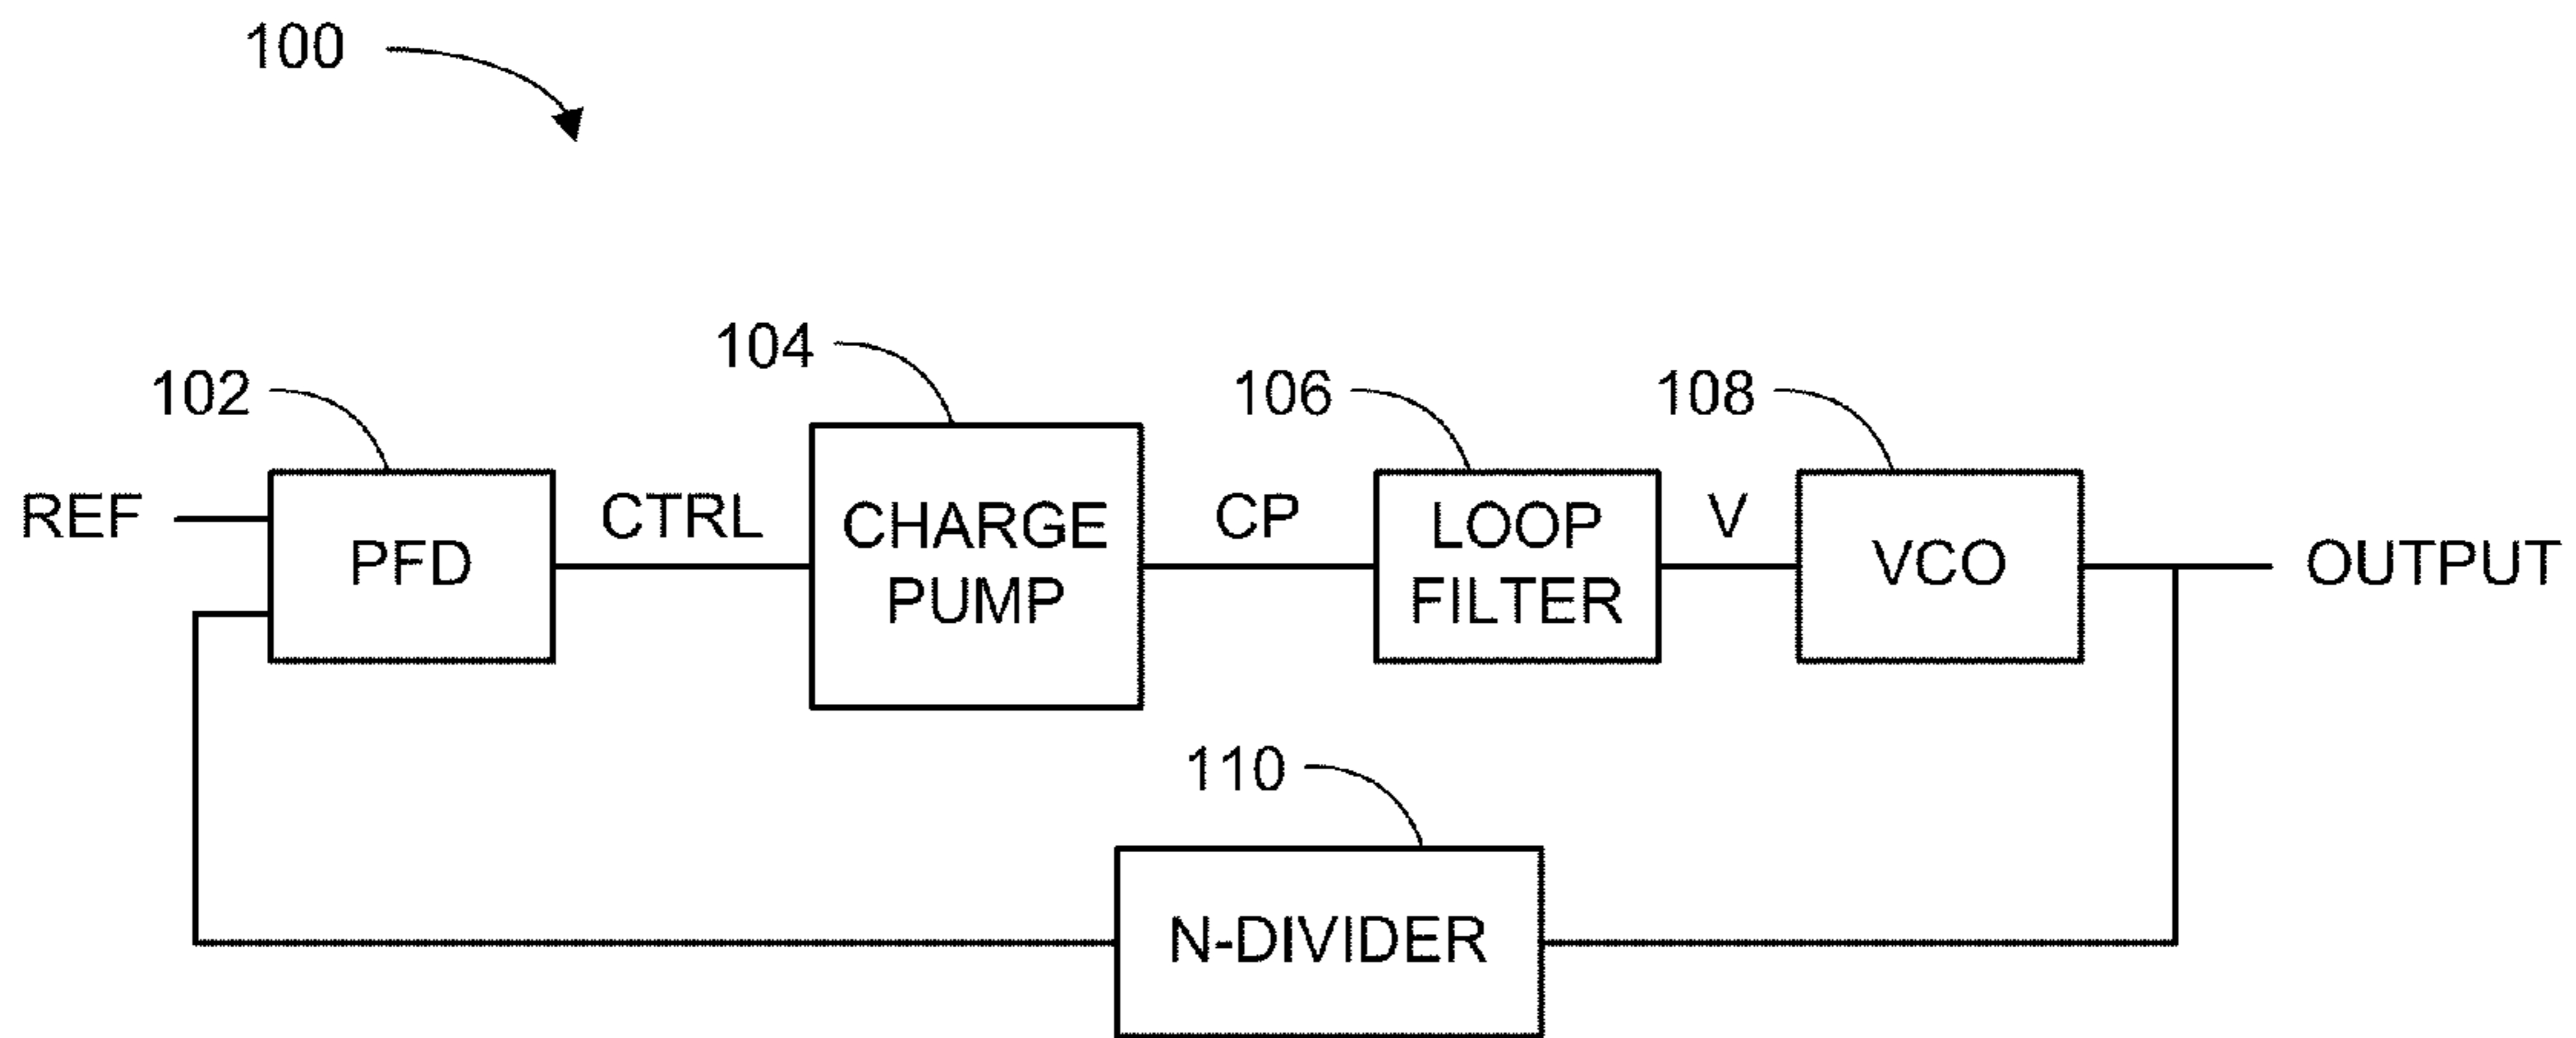 100
104
102
106
108
REF
PFD
CTRL
CHARGE
PUMP
CP
LOOP
FILTER
V
VCO
OUTPUT
110
N-DIVIDER